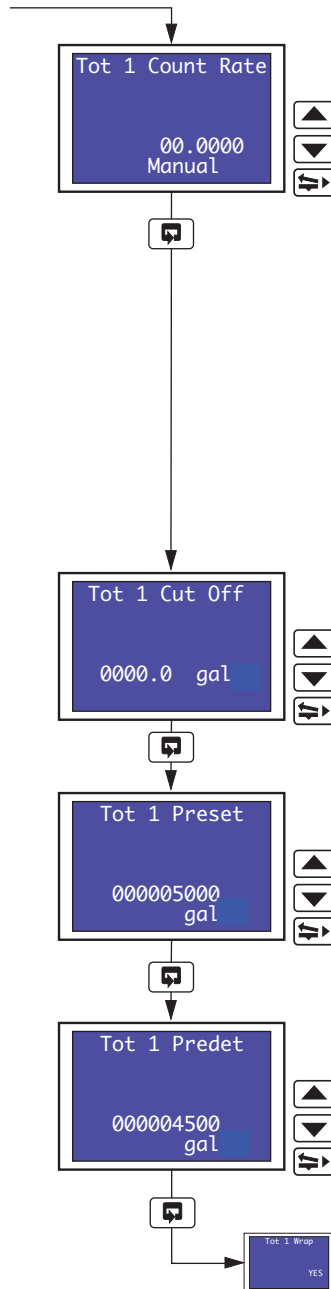 Tot 1 Count Rate
00.0000
Manual
Tot 1 Cut Off
0000.0 gal
Tot 1 Preset
000005000
gal
Tot 1 Predet
000004500
gal
Tot 1 Wrap
YES